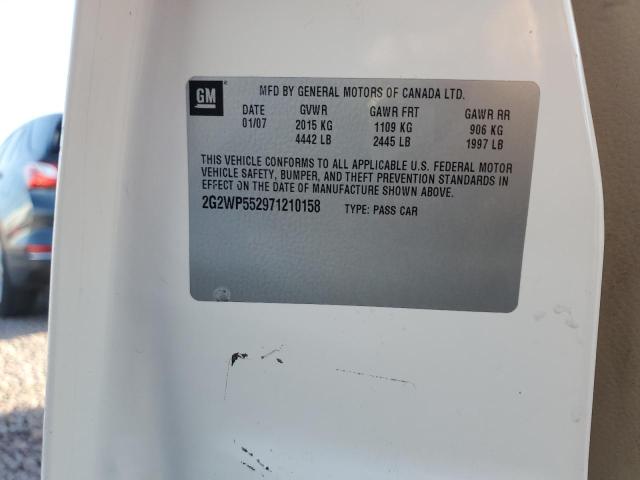 GM
MFD BY GENERAL MOTORS OF CANADA LTD.
DATE GVWR GAWR FRT GAWR RR
01/07 2015 KG 1109 KG 906 KG
4442 LB 2445 LB 1997 LB
THIS VEHICLE CONFORMS TO ALL APPLICABLE U.S. FEDERAL MOTOR
VEHICLE SAFETY, BUMPER, AND THEFT PREVENTION STANDARDS IN
EFFECT ON THE DATE OF MANUFACTURE SHOWN ABOVE.
2G2WP552971210158 TYPE: PASS CAR